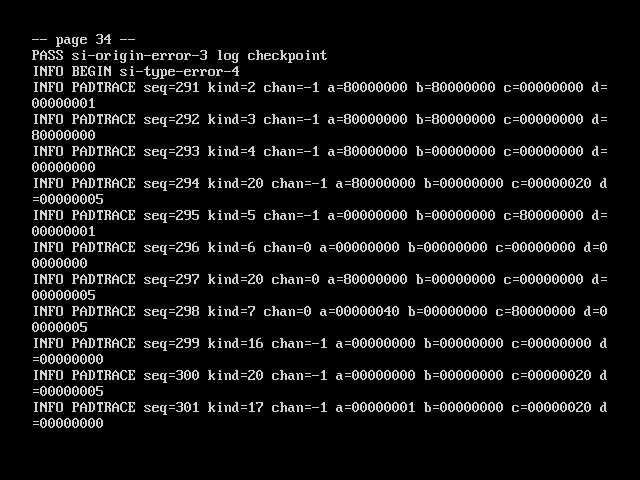 -- page 34 --
PASS si-origin-error-3 log checkpoint
INFO BEGIN si-type-error-4
INFO PADTRACE seq=291 kind=2 chan=-1 a=80000000 b=80000000 c=00000000 d=
00000001
INFO PADTRACE seq=292 kind=3 chan=-1 a=80000000 b=80000000 c=00000000 d=
80000000
INFO PADTRACE seq=293 kind=4 chan=-1 a=80000000 b=00000000 c=00000000 d=
00000000
INFO PADTRACE seq=294 kind=20 chan=-1 a=80000000 b=00000000 c=00000020 d
=00000005
INFO PADTRACE seq=295 kind=5 chan=-1 a=00000000 b=00000000 c=80000000 d=
00000001
INFO PADTRACE seq=296 kind=6 chan=0 a=00000000 b=00000000 c=00000000 d=0
0000000
INFO PADTRACE seq=297 kind=20 chan=0 a=80000000 b=00000000 c=00000000 d=
00000005
INFO PADTRACE seq=298 kind=7 chan=0 a=00000040 b=00000000 c=80000000 d=0
0000005
INFO PADTRACE seq=299 kind=16 chan=-1 a=00000000 b=00000000 c=00000000 d
=00000000
INFO PADTRACE seq=300 kind=20 chan=-1 a=00000000 b=00000000 c=00000020 d
=00000005
INFO PADTRACE seq=301 kind=17 chan=-1 a=00000001 b=00000000 c=00000020 d
=00000000